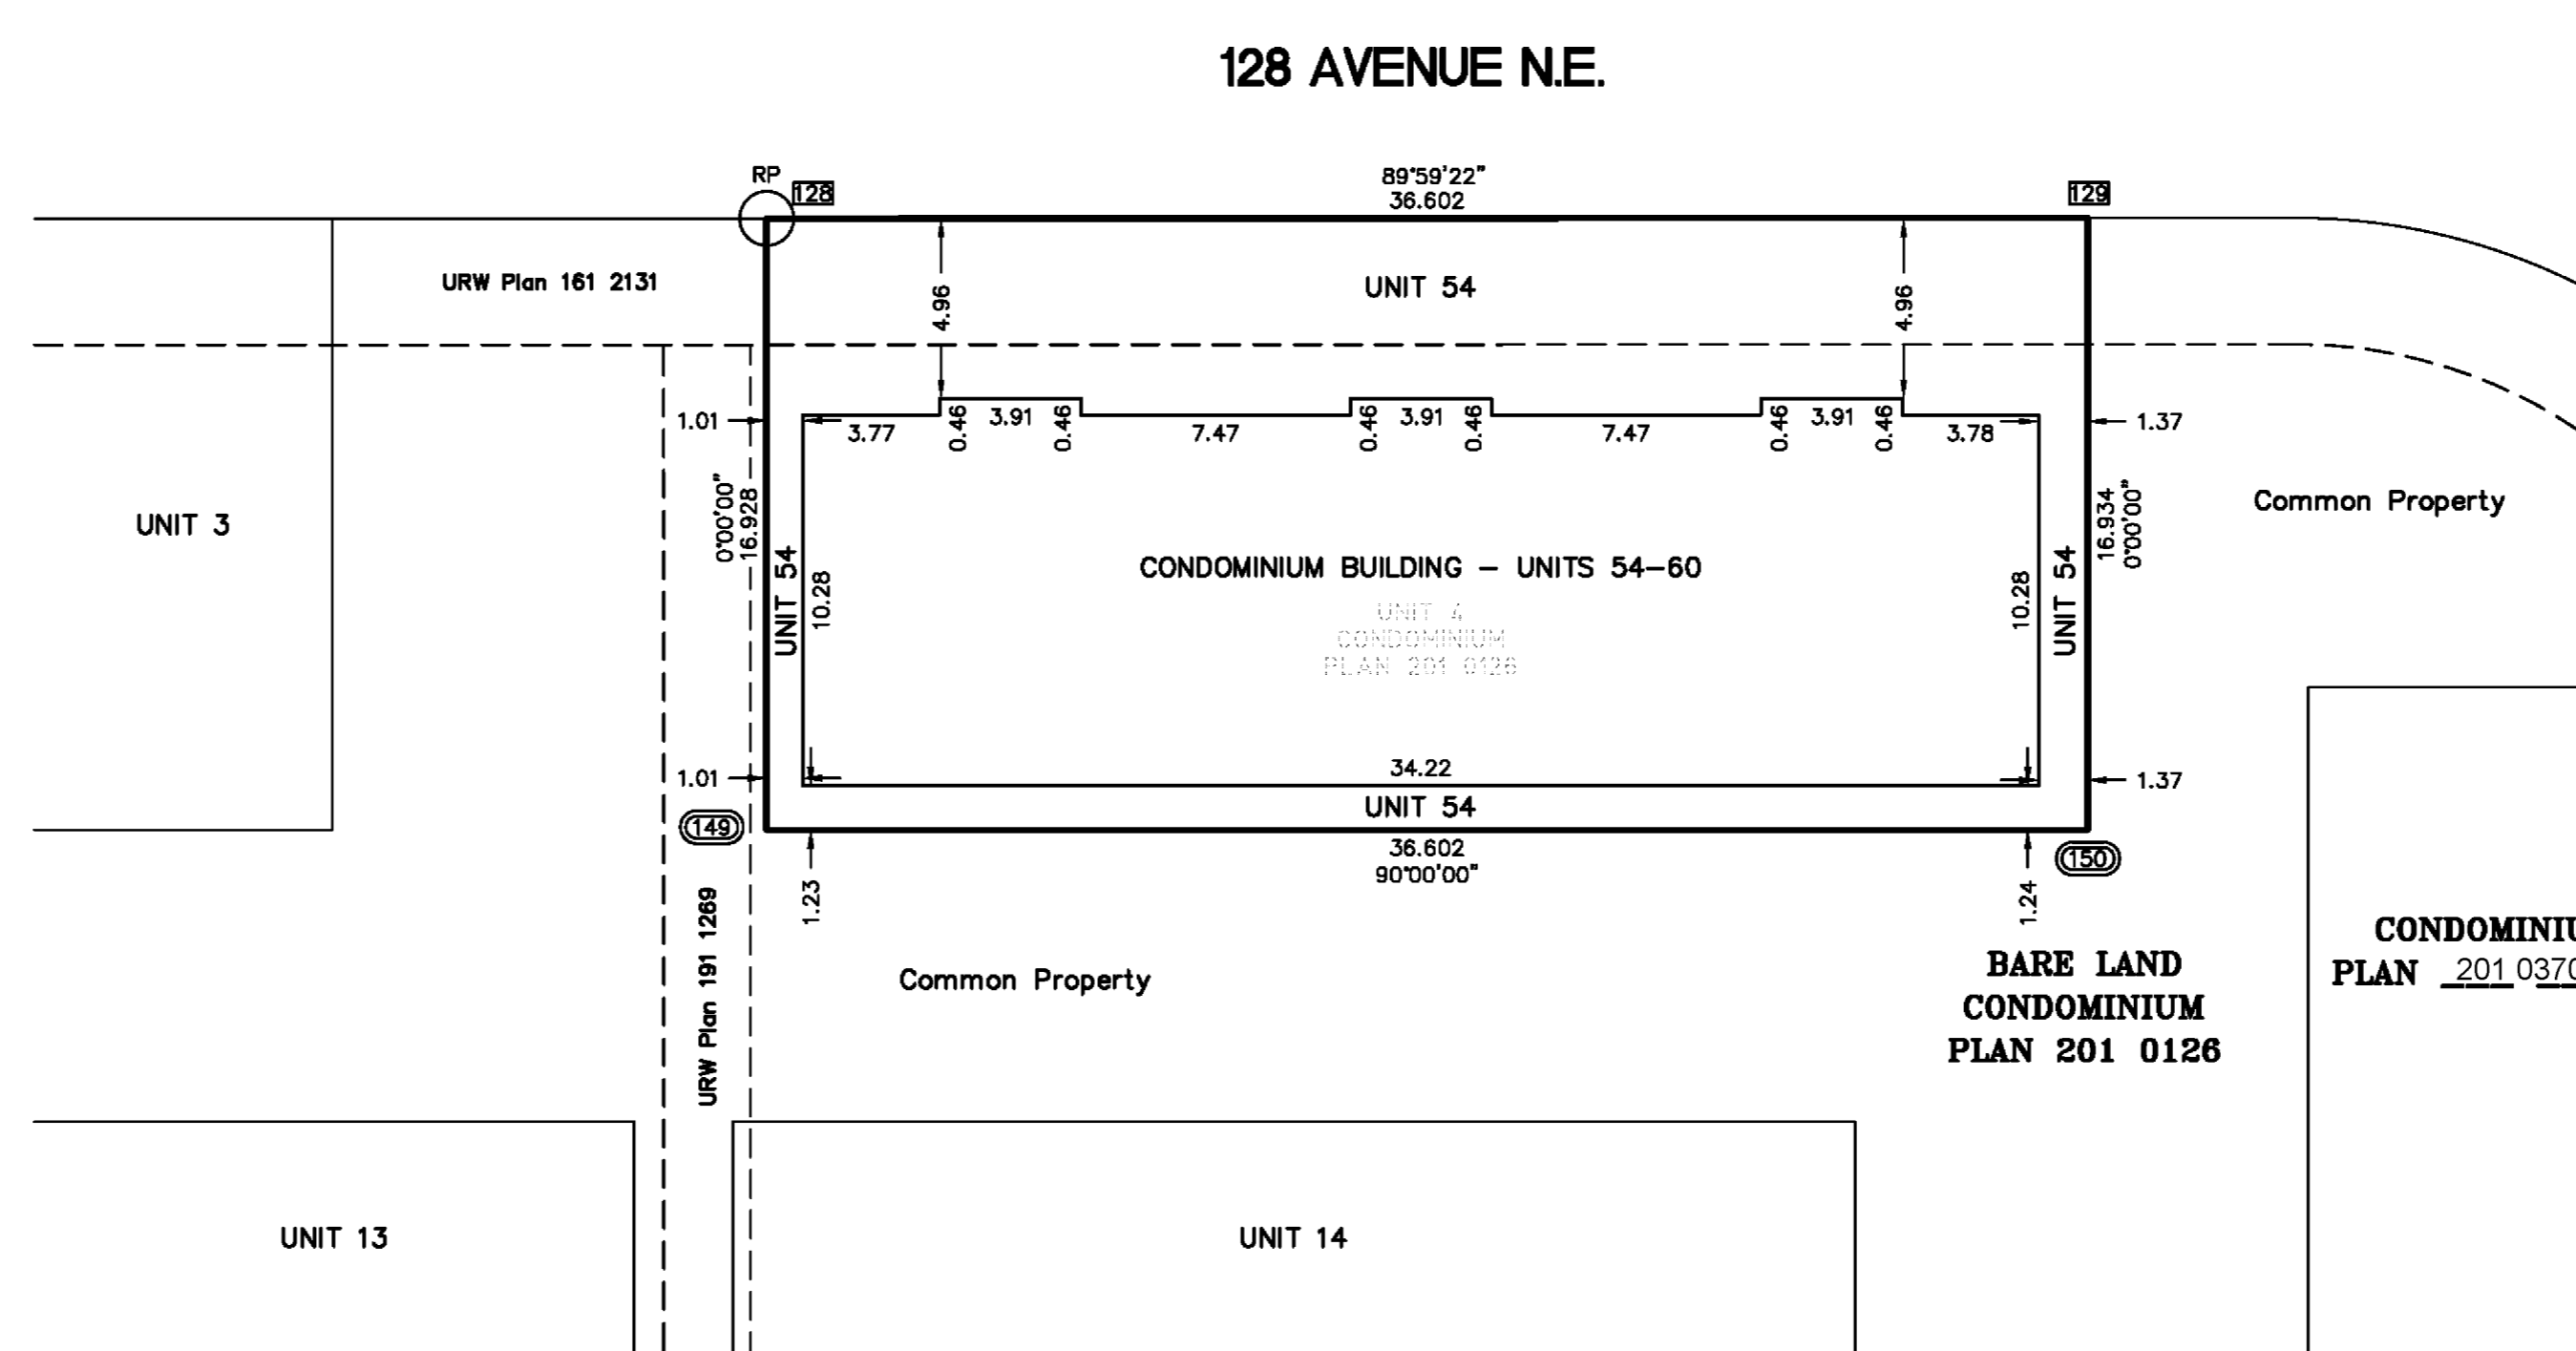 128 AVENUE N.E.
RP
128
89°59'22"
36.602
129
URW Plan 161 2131
UNIT 54
4.96
4.96
1.01
3.77
0.46
3.91
0.46
7.47
0.46
3.91
0.46
7.47
0.46
3.91
0.46
3.78
1.37
UNIT 3
0°00'00"
16.928
UNIT 54
10.28
CONDOMINIUM BUILDING - UNITS 54-60
UNIT 4
CONDOMINIUM
PLAN 201 0126
10.28
UNIT 54
16.934
0°00'00"
Common Property
1.01
34.22
1.37
UNIT 54
149
36.602
90°00'00"
150
1.23
1.24
URW Plan 191 1269
Common Property
BARE LAND
CONDOMINIUM
PLAN 201 0126
CONDOMINIU
PLAN 201 0370
UNIT 13
UNIT 14